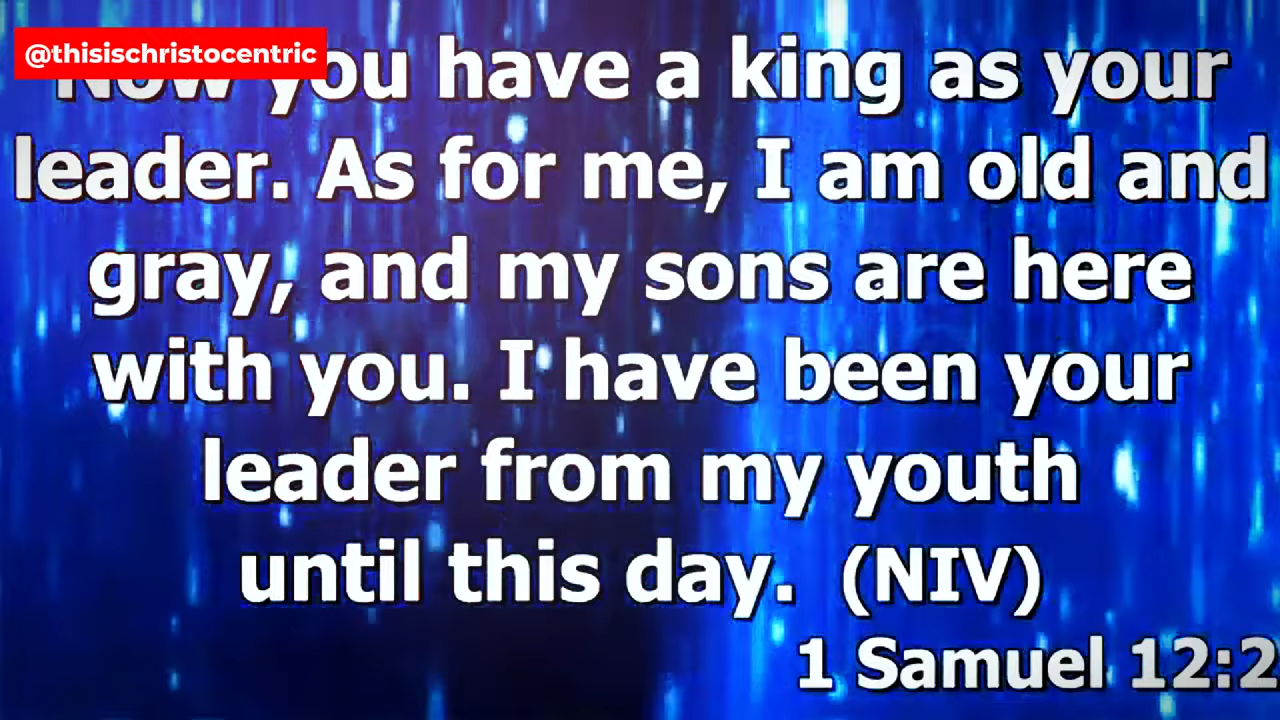 @thisischristocentric
Now you have a king as your
leader. As for me, I am old and
gray, and my sons are here
with you. I have been your
leader from my youth
until this day. (NIV)
1 Samuel 12:2